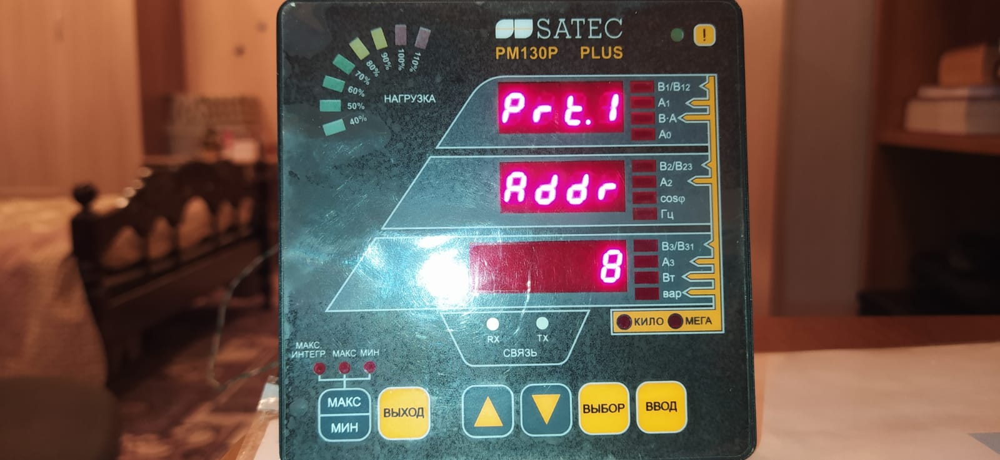 SATEC
!
PM130P PLUS
110%
100%
90%
80%
70%
60%
50%
40%
НАГРУЗКА
Prt.1
В1/В12
А1
В·А
А0
Addr
В2/В23
А2
cosφ
Гц
8
В3/В31
А3
Вт
вар
КИЛО МЕГА
RX TX
СВЯЗЬ
МАКС.
ИНТЕГР. МАКС МИН
МАКС
МИН
ВЫХОД
ВЫБОР
ВВОД